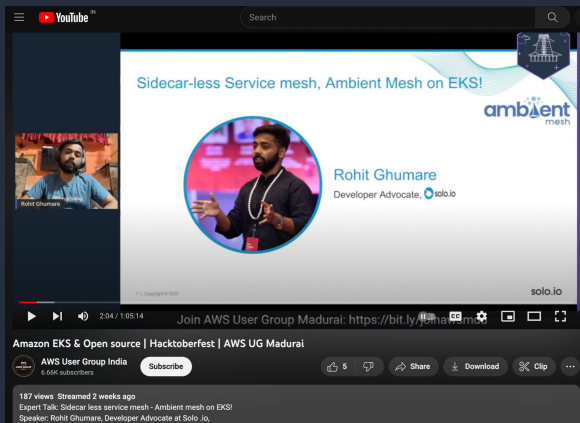 YouTube IN
Search
Sidecar-less Service mesh, Ambient Mesh on EKS!
ambient
mesh
Rohit Ghumare
Developer Advocate, solo.io
Rohit Ghumare
1 | Copyright © 2022
solo.io
2:04 / 1:05:14
Join AWS User Group Madurai: https://bit.ly/joinawsmdu
Amazon EKS & Open source | Hacktoberfest | AWS UG Madurai
AWS User Group India
6.66K subscribers
Subscribe
5
Share
Download
Clip
187 views Streamed 2 weeks ago
Expert Talk: Sidecar less service mesh - Ambient mesh on EKS!
Speaker: Rohit Ghumare, Developer Advocate at Solo .io,